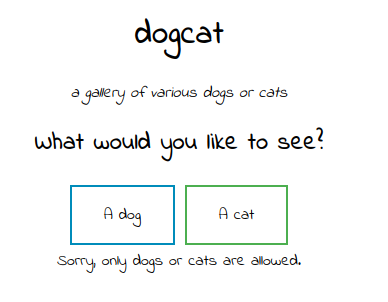 dogcat
a gallery of various dogs or cats
What would you like to see?
A dog
A cat
Sorry, only dogs or cats are allowed.